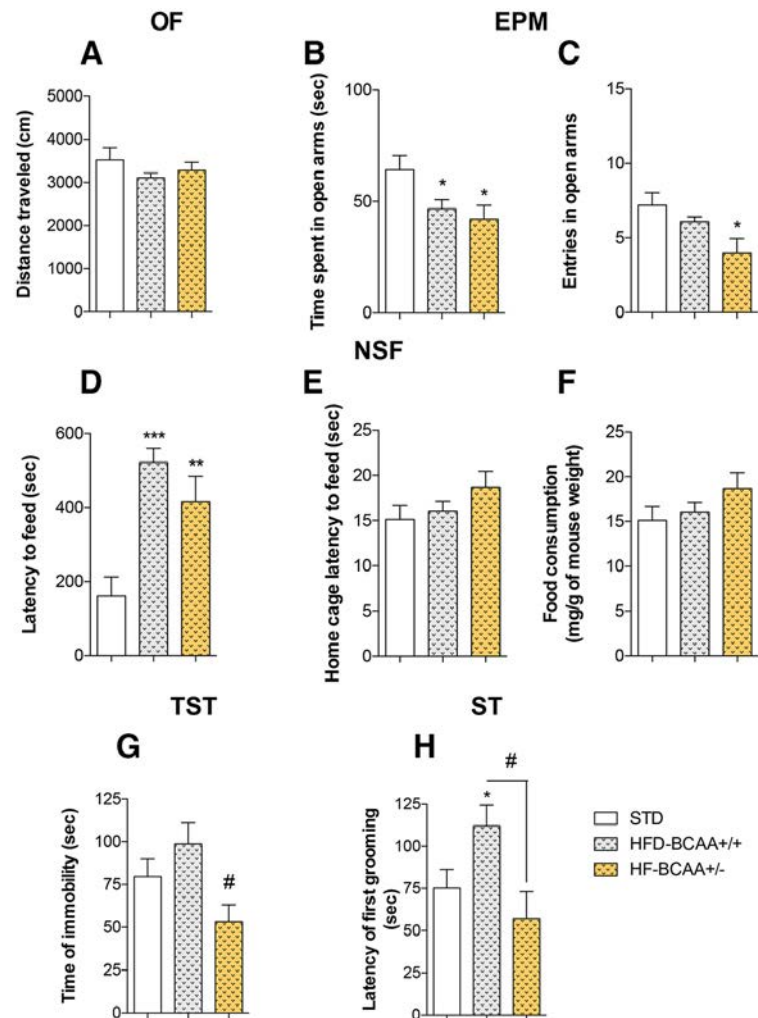 OF
EPM
A
B
C
Distance traveled (cm)
5000
4000
3000
2000
1000
0
Time spent in open arms (sec)
100
50
0
*
*
Entries in open arms
15
10
5
0
*
NSF
D
E
F
Latency to feed (sec)
600
400
200
0
***
**
Home cage latency to feed (sec)
25
20
15
10
5
0
Food consumption
(mg/g of mouse weight)
25
20
15
10
5
0
TST
ST
G
H
Time of immobility (sec)
125
100
75
50
25
0
#
Latency of first grooming
(sec)
125
100
75
50
25
0
*
#
STD
HFD-BCAA+/+
HF-BCAA+/-